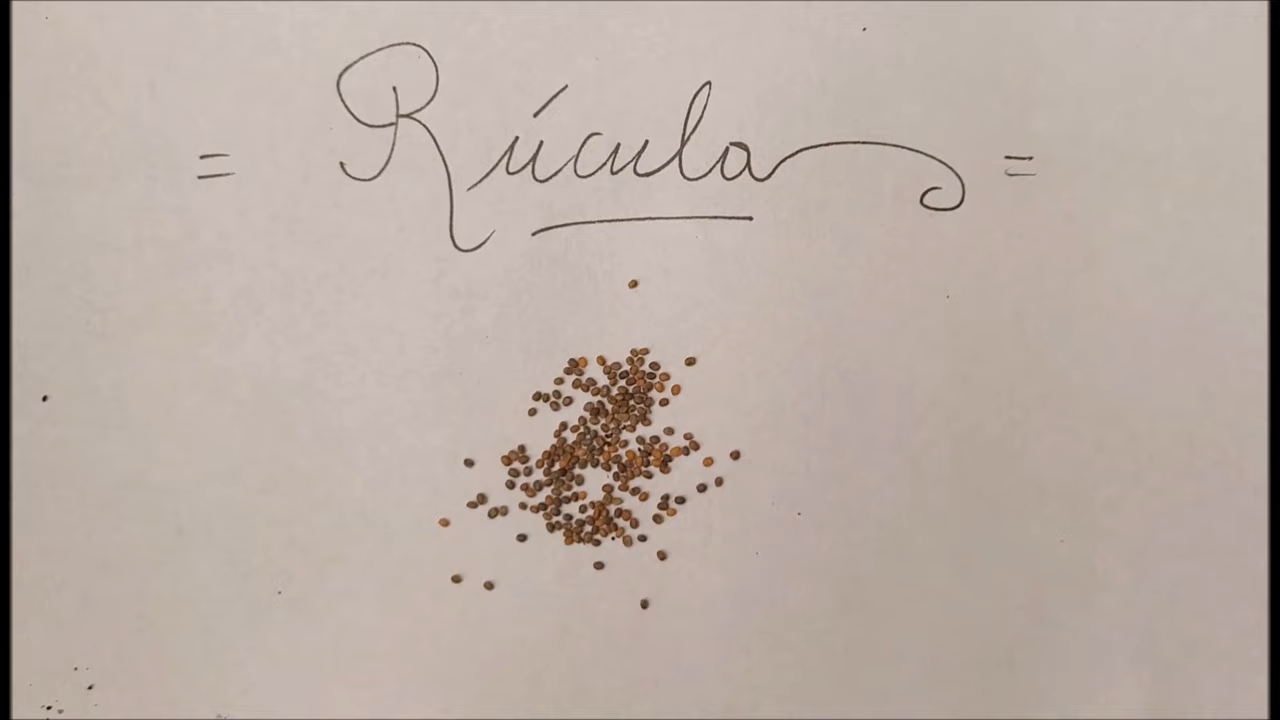 = Rúcula =